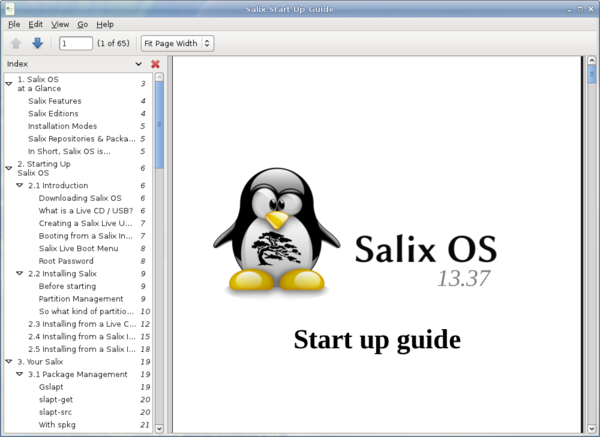 Salix Start Up Guide
File Edit View Go Help
1 (1 of 65) Fit Page Width
Index
1. Salix OS
at a Glance 3
Salix Features 4
Salix Editions 4
Installation Modes 5
Salix Repositories & Packa... 5
In Short, Salix OS is... 5
2. Starting Up
Salix OS 6
2.1 Introduction 6
Downloading Salix OS 6
What is a Live CD / USB? 6
Creating a Salix Live U... 7
Booting from a Salix In... 7
Salix Live Boot Menu 8
Root Password 8
2.2 Installing Salix 9
Before starting 9
Partition Management 9
So what kind of partitio... 10
2.3 Installing from a Live C... 12
2.4 Installing from a Salix I... 15
2.5 Installing from a Salix I... 18
3. Your Salix 19
3.1 Package Management 19
Gslapt 19
slapt-get 20
slapt-src 20
With spkg 21
Salix OS
13.37
Start up guide